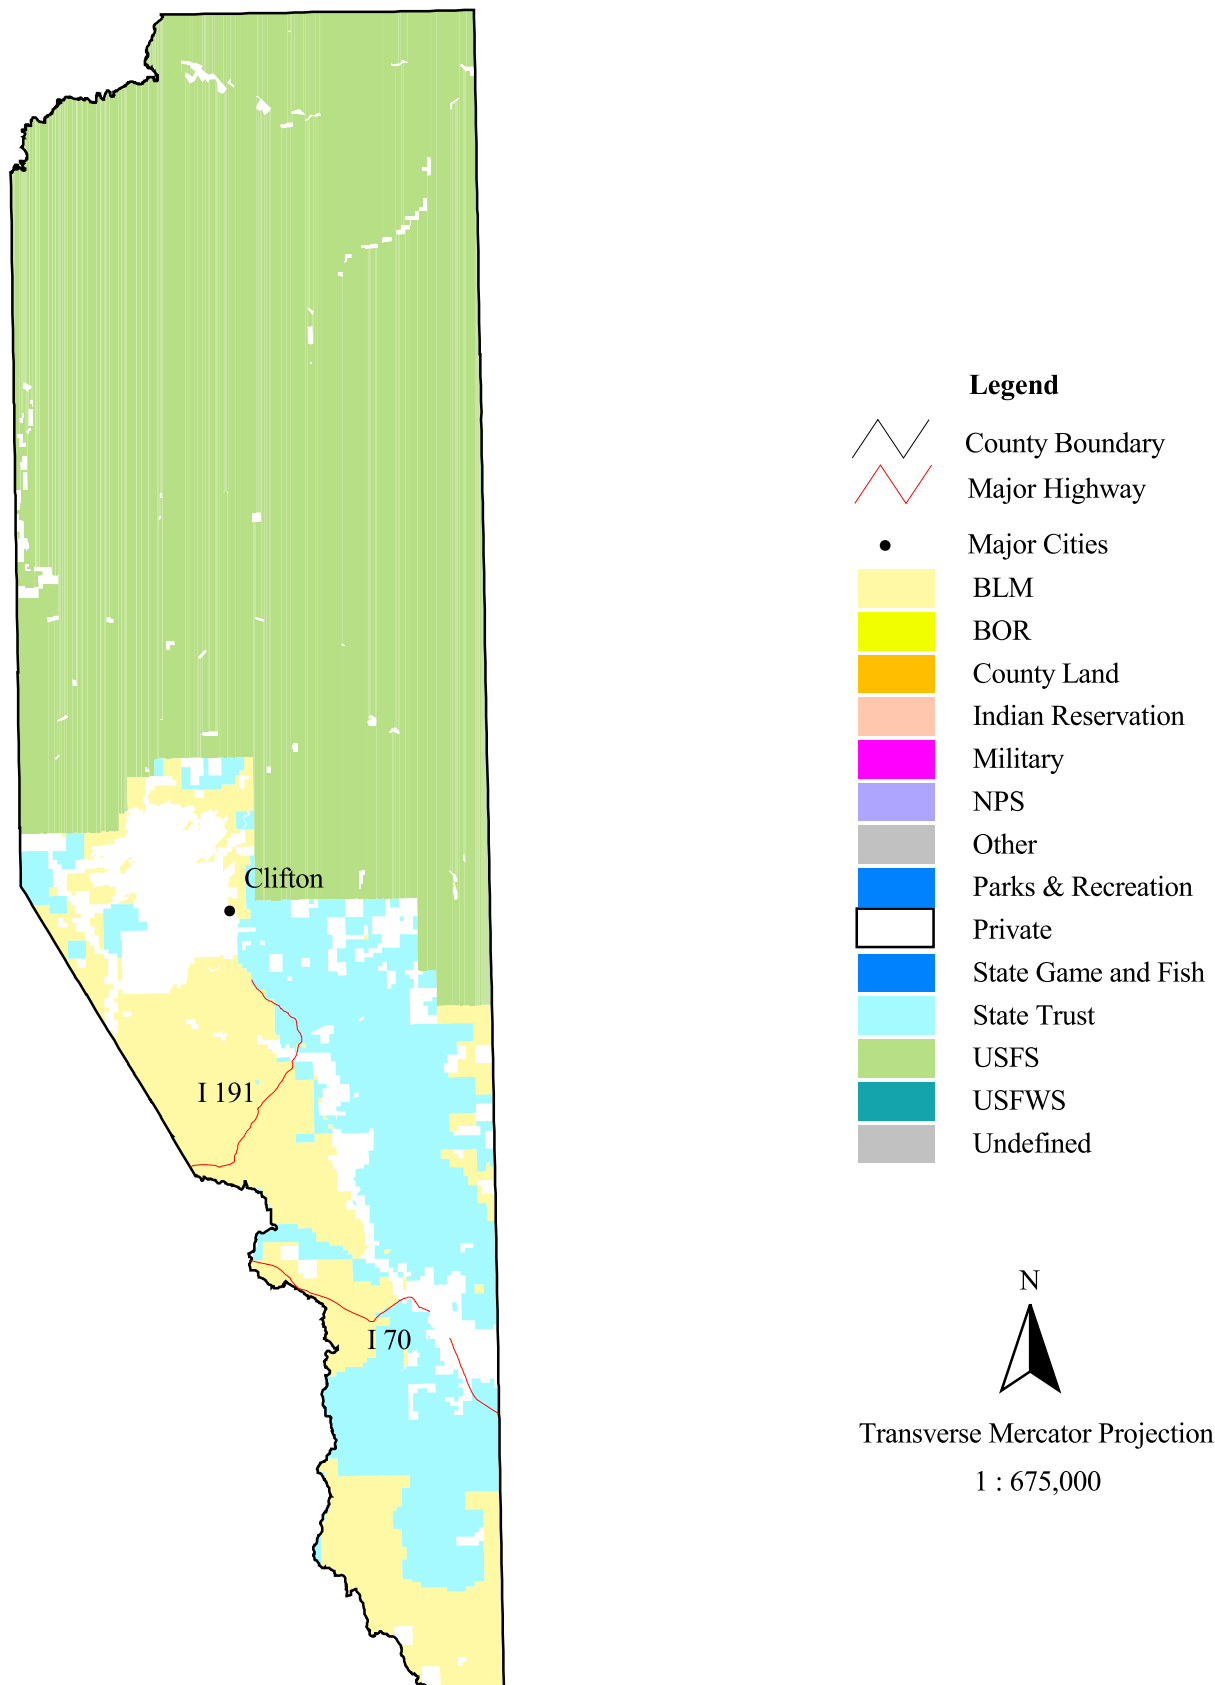 Clifton
I 191
I 70
Legend
County Boundary
Major Highway
Major Cities
BLM
BOR
County Land
Indian Reservation
Military
NPS
Other
Parks & Recreation
Private
State Game and Fish
State Trust
USFS
USFWS
Undefined
N
Transverse Mercator Projection
1 : 675,000